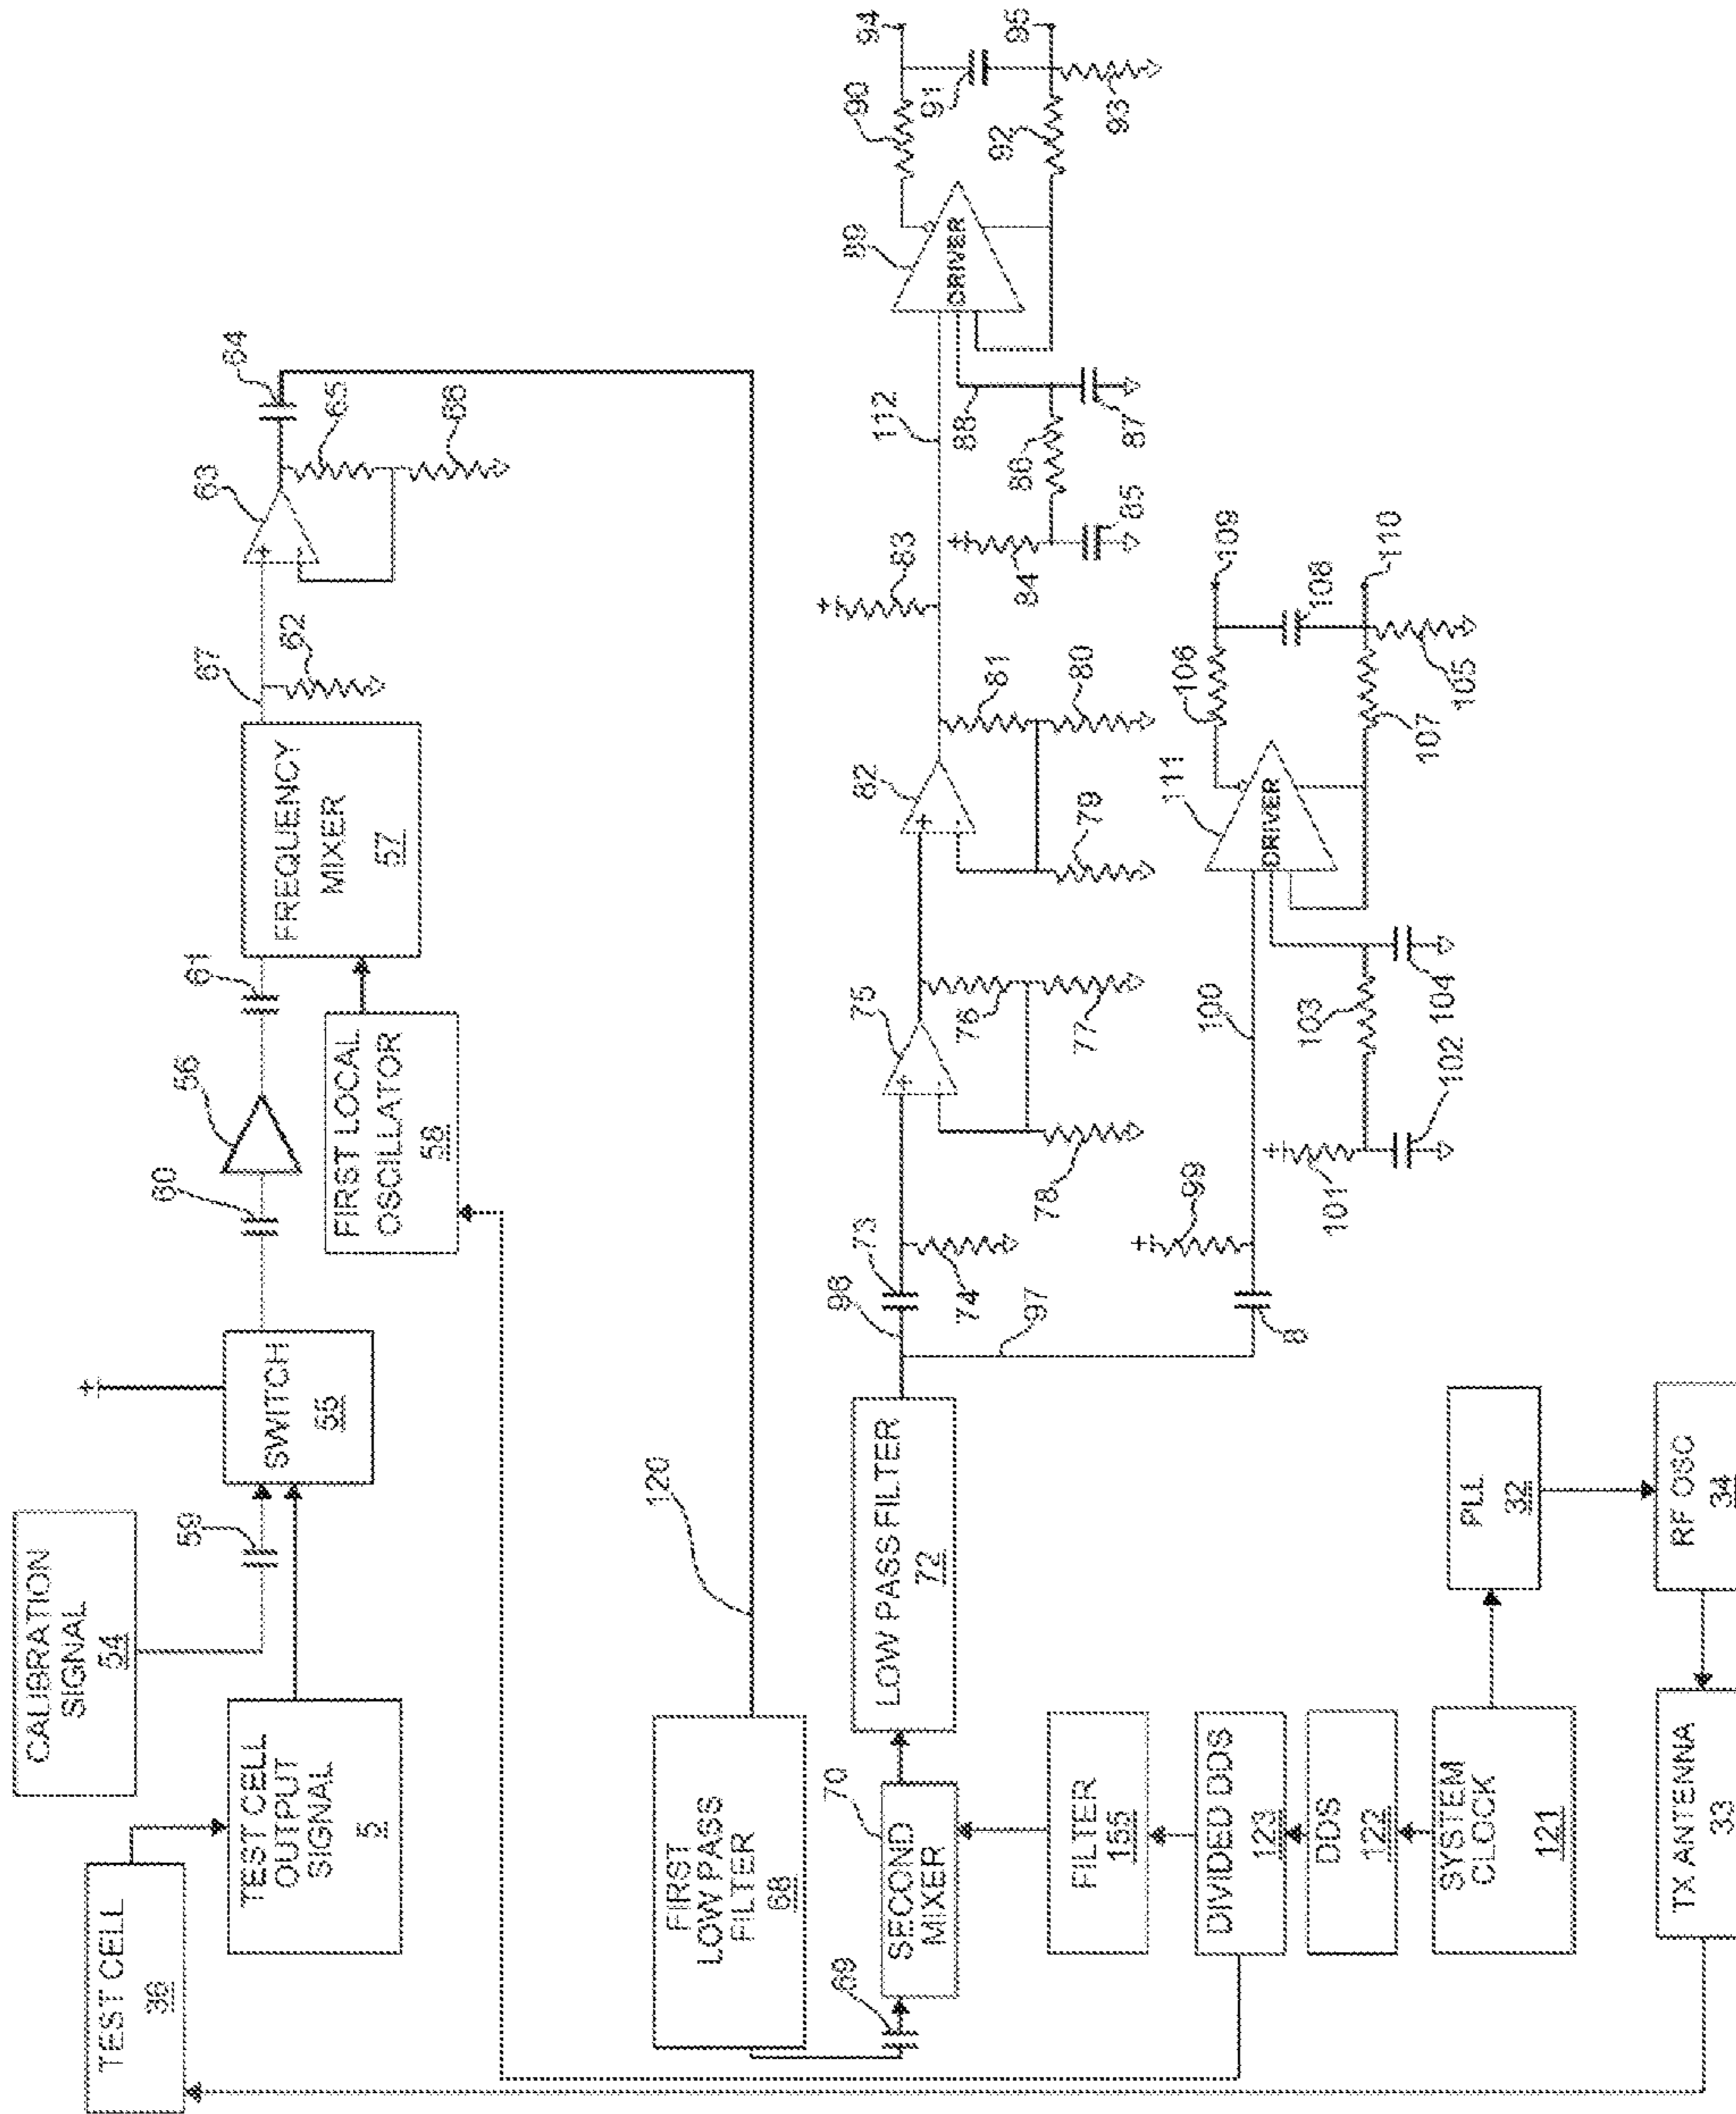 TEST CELL
36
CALIBRATION
SIGNAL
54
TEST CELL
OUTPUT
SIGNAL
5
59
+
SWITCH
55
60
56
61
FIRST LOCAL
OSCILLATOR
58
FREQUENCY
MIXER
57
67
62
63
+
64
65
66
120
FIRST
LOW PASS
FILTER
68
69
70
SECOND
MIXER
LOW PASS FILTER
72
96
73
74
97
75
+
76
77
78
82
+
81
80
79
+
83
112
+
84
85
86
87
88
89
DRIVER
90
91
92
93
94
95
8
+
99
100
+
101
102
103
104
111
DRIVER
106
107
108
105
109
110
FILTER
155
DIVIDED DDS
123
DDS
122
SYSTEM
CLOCK
121
PLL
32
RF OSC
34
TX ANTENNA
33